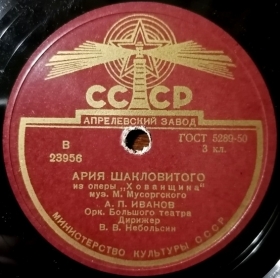 СССР
АПРЕЛЕВСКИЙ ЗАВОД
В
23956
ГОСТ 5289-50
3 кл.
АРИЯ ШАКЛОВИТОГО
из оперы „Хованщина"
муз. М. Мусоргского
А. П. ИВАНОВ
Орк. Большого театра
Дирижер
В. В. Небольсин
МИНИСТЕРСТВО КУЛЬТУРЫ СССР